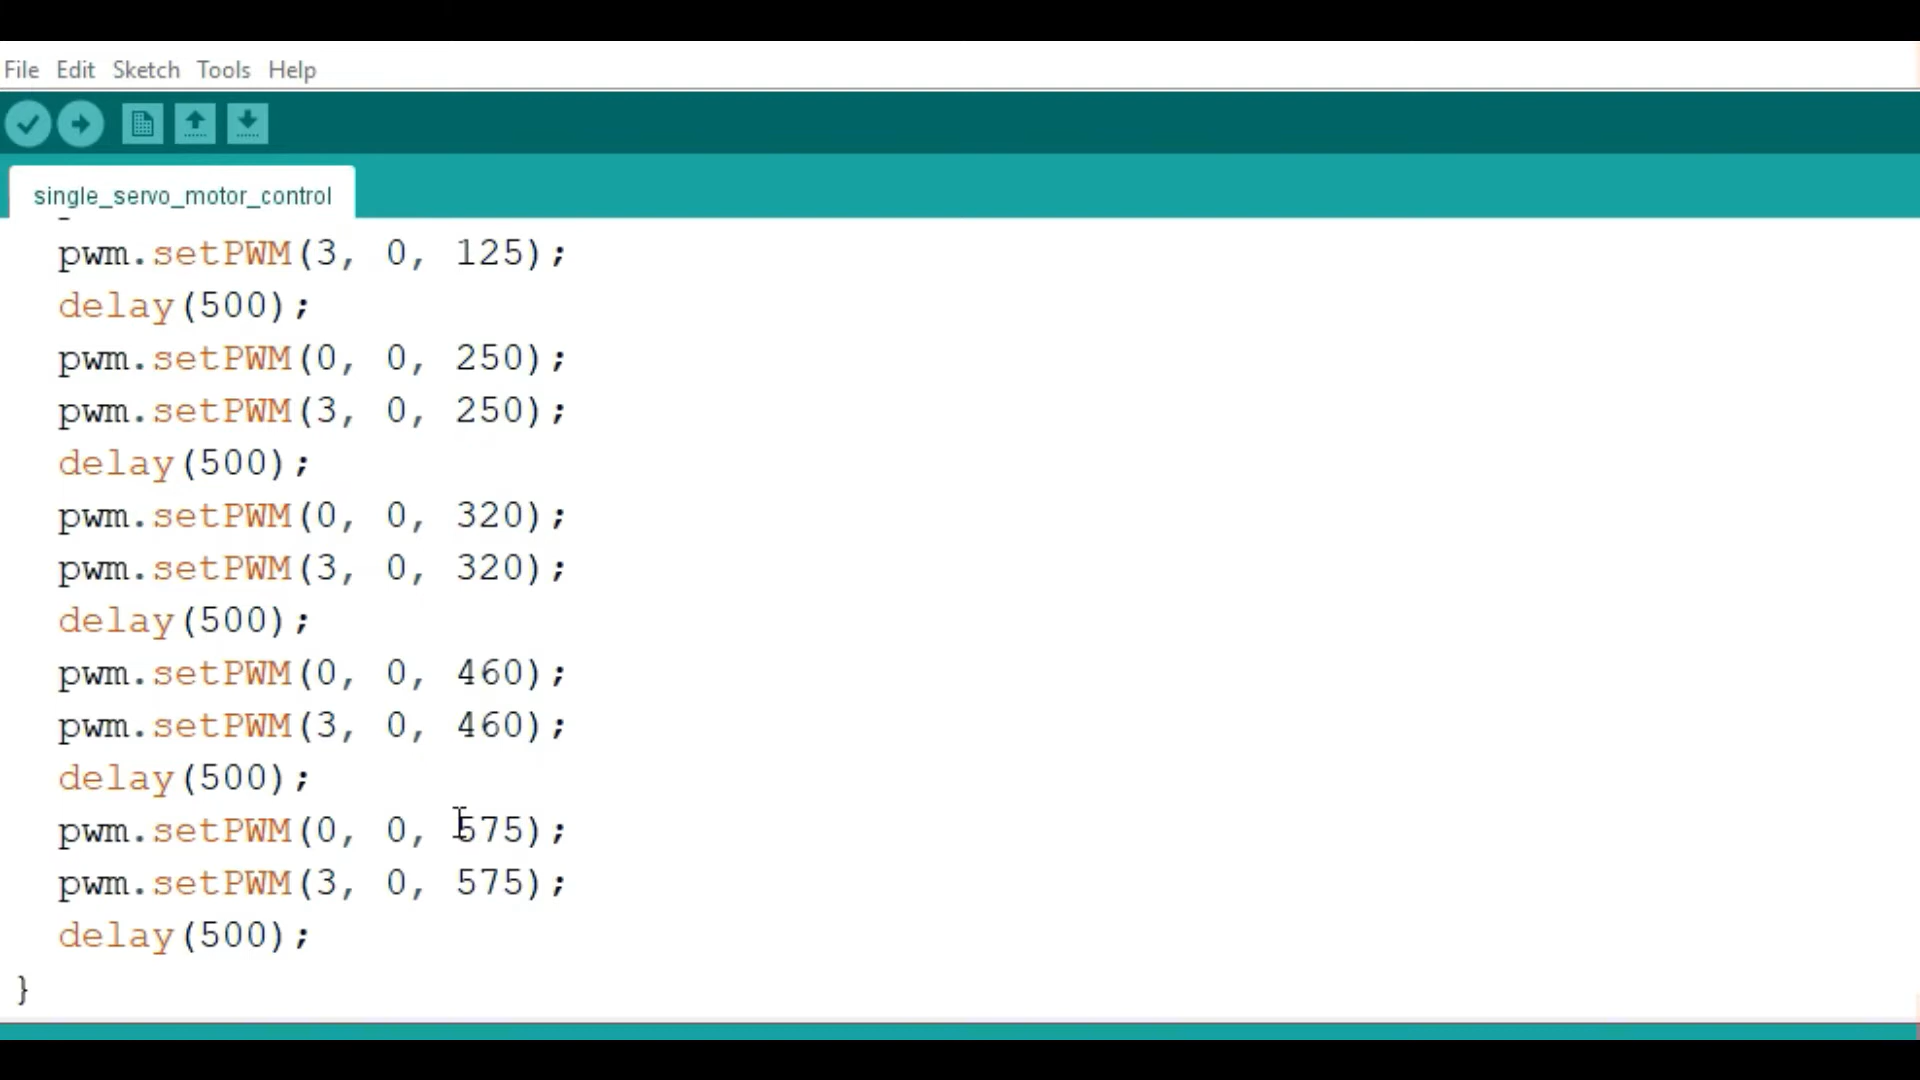 File Edit Sketch Tools Help
single_servo_motor_control
pwm.setPWM(3, 0, 125);
delay(500);
pwm.setPWM(0, 0, 250);
pwm.setPWM(3, 0, 250);
delay(500);
pwm.setPWM(0, 0, 320);
pwm.setPWM(3, 0, 320);
delay(500);
pwm.setPWM(0, 0, 460);
pwm.setPWM(3, 0, 460);
delay(500);
pwm.setPWM(0, 0, 575);
pwm.setPWM(3, 0, 575);
delay(500);
}